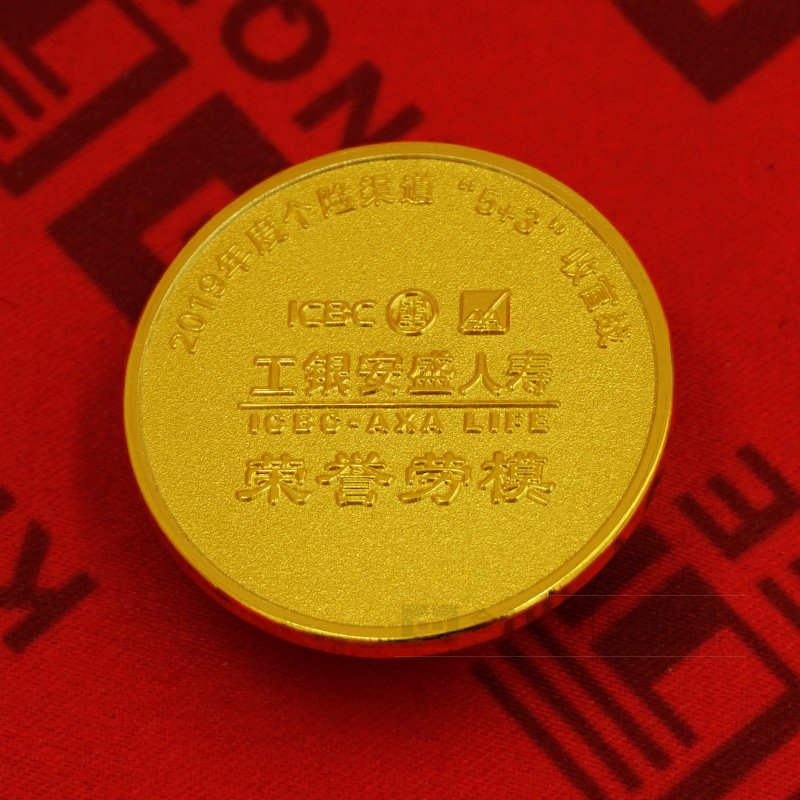 2019年度个险渠道“5+3”收官战
ICBC
工银安盛人寿
ICBC-AXA LIFE
荣誉劳模